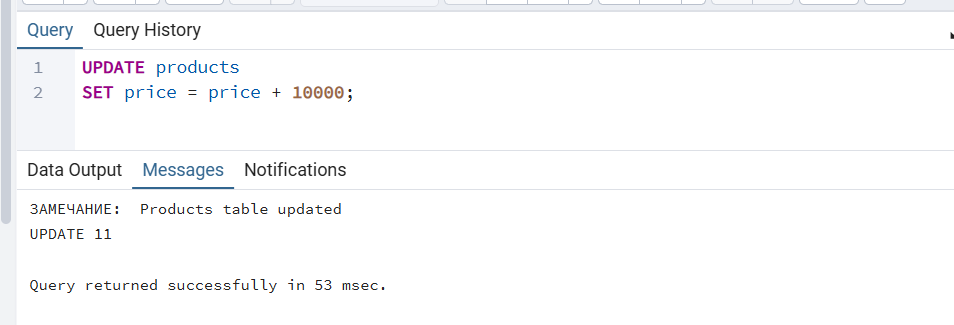 Query Query History
1 UPDATE products
2 SET price = price + 10000;
Data Output Messages Notifications
ЗАМЕЧАНИЕ:  Products table updated
UPDATE 11
Query returned successfully in 53 msec.